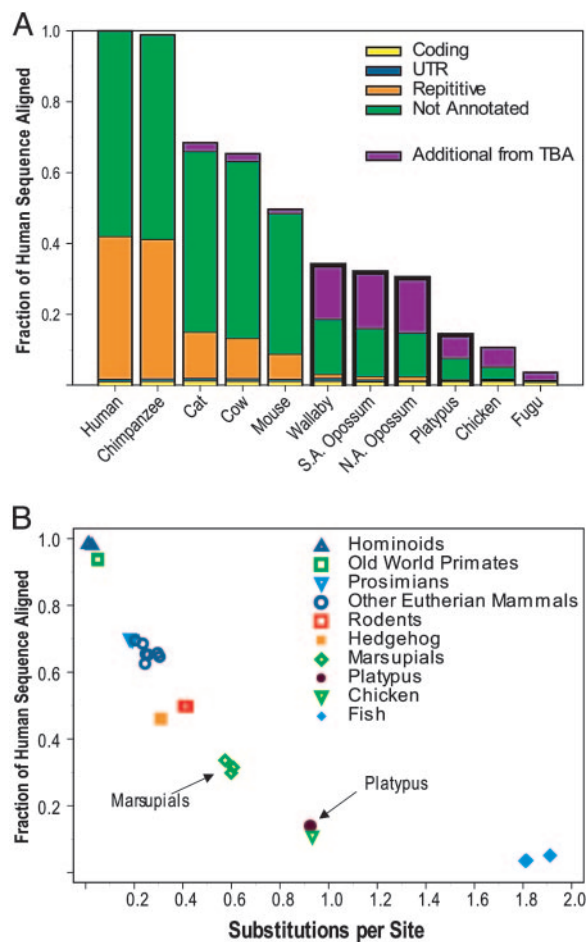 A
Fraction of Human Sequence Aligned
1.0
0.8
0.6
0.4
0.2
Coding
UTR
Repititive
Not Annotated
Additional from TBA
Human
Chimpanzee
Cat
Cow
Mouse
Wallaby
S.A. Opossum
N.A. Opossum
Platypus
Chicken
Fugu
B
Fraction of Human Sequence Aligned
1.0
0.8
0.6
0.4
0.2
Hominoids
Old World Primates
Prosimians
Other Eutherian Mammals
Rodents
Hedgehog
Marsupials
Platypus
Chicken
Fish
Marsupials
Platypus
0.2 0.4 0.6 0.8 1.0 1.2 1.4 1.6 1.8 2.0
Substitutions per Site